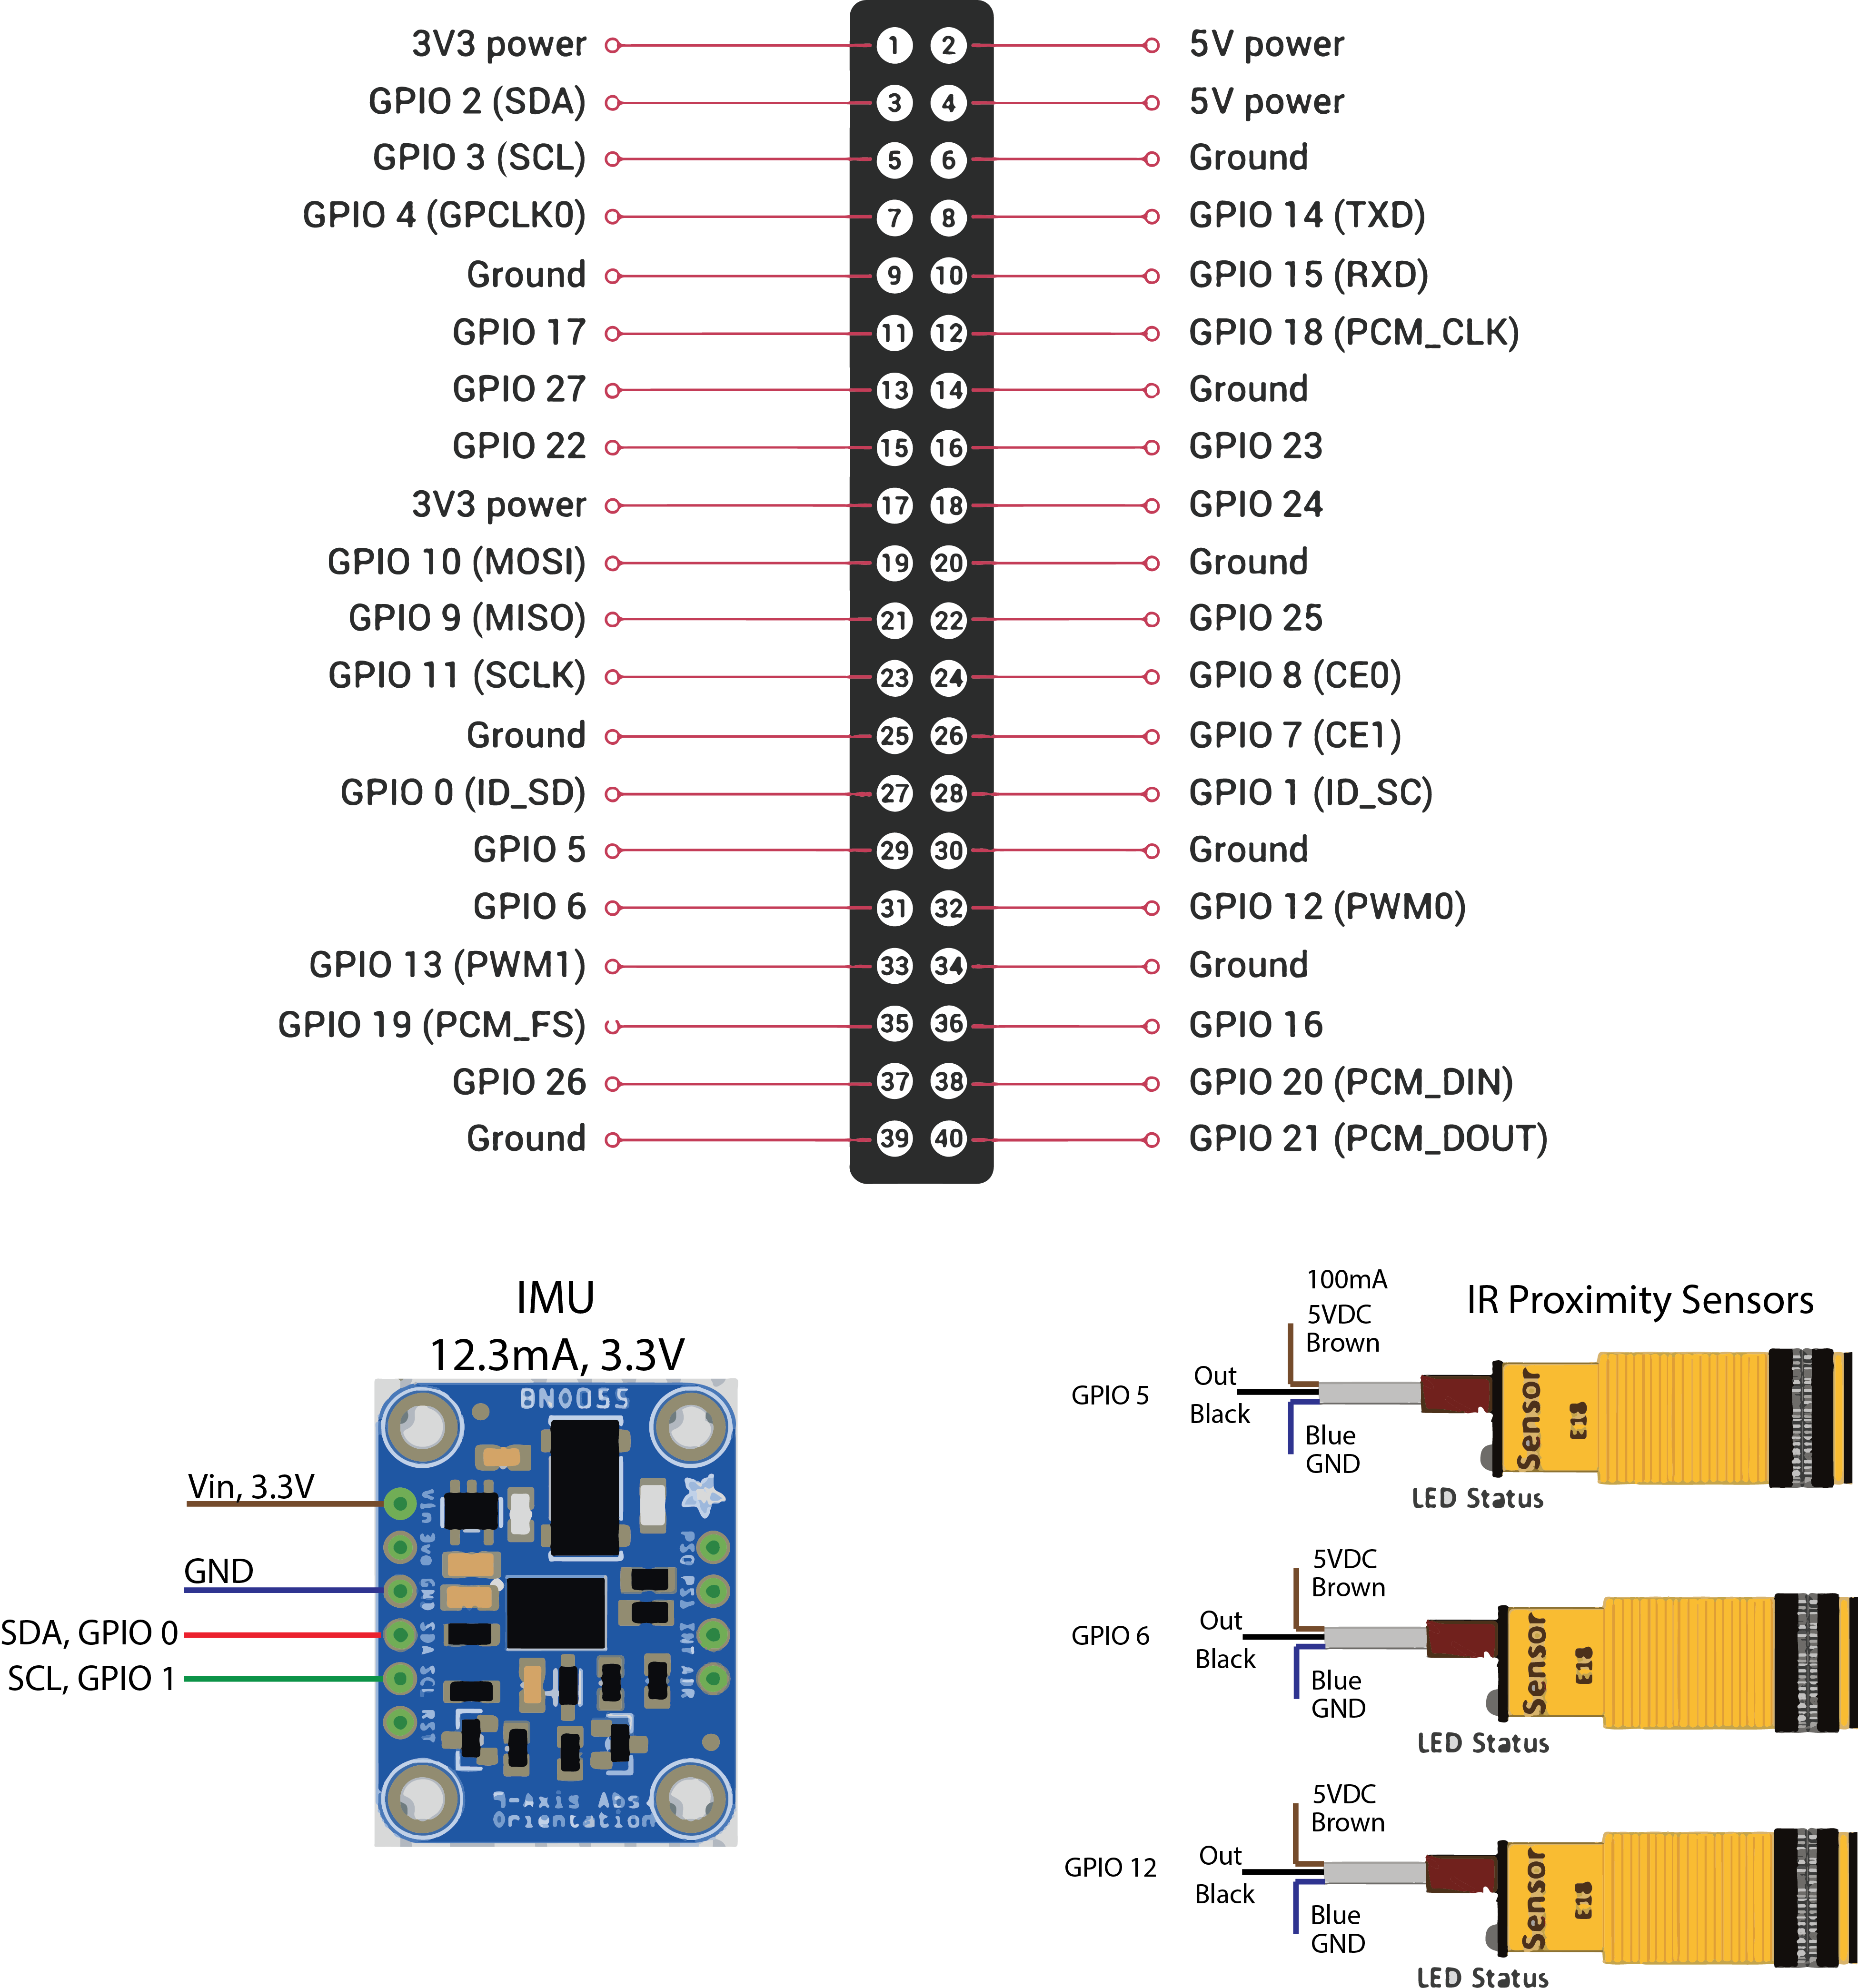 3V3 power 1 2 5V power
GPIO 2 (SDA) 3 4 5V power
GPIO 3 (SCL) 5 6 Ground
GPIO 4 (GPCLK0) 7 8 GPIO 14 (TXD)
Ground 9 10 GPIO 15 (RXD)
GPIO 17 11 12 GPIO 18 (PCM_CLK)
GPIO 27 13 14 Ground
GPIO 22 15 16 GPIO 23
3V3 power 17 18 GPIO 24
GPIO 10 (MOSI) 19 20 Ground
GPIO 9 (MISO) 21 22 GPIO 25
GPIO 11 (SCLK) 23 24 GPIO 8 (CE0)
Ground 25 26 GPIO 7 (CE1)
GPIO 0 (ID_SD) 27 28 GPIO 1 (ID_SC)
GPIO 5 29 30 Ground
GPIO 6 31 32 GPIO 12 (PWM0)
GPIO 13 (PWM1) 33 34 Ground
GPIO 19 (PCM_FS) 35 36 GPIO 16
GPIO 26 37 38 GPIO 20 (PCM_DIN)
Ground 39 40 GPIO 21 (PCM_DOUT)
IMU
12.3mA, 3.3V
BNO055
Vin, 3.3V
GND
SDA, GPIO 0
SCL, GPIO 1
Vin
3vo
GND
SDA
SCL
RST
PS0
PS1
INT
ADR
9-Axis Abs.
Orientation
IR Proximity Sensors
100mA
5VDC
Brown
GPIO 5
Out
Black
Blue
GND
Sensor
E18
LED Status
5VDC
Brown
GPIO 6
Out
Black
Blue
GND
Sensor
E18
LED Status
5VDC
Brown
GPIO 12
Out
Black
Blue
GND
Sensor
E18
LED Status